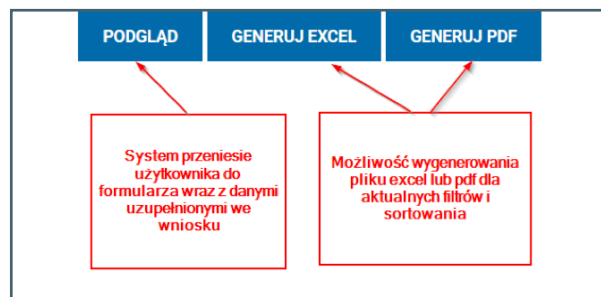 PODGLĄD GENERUJ EXCEL GENERUJ PDF
System przeniesie
użytkownika do
formularza wraz z danymi
uzupełnionymi we
wniosku
Możliwość wygenerowania
pliku excel lub pdf dla
aktualnych filtrów i
sortowania